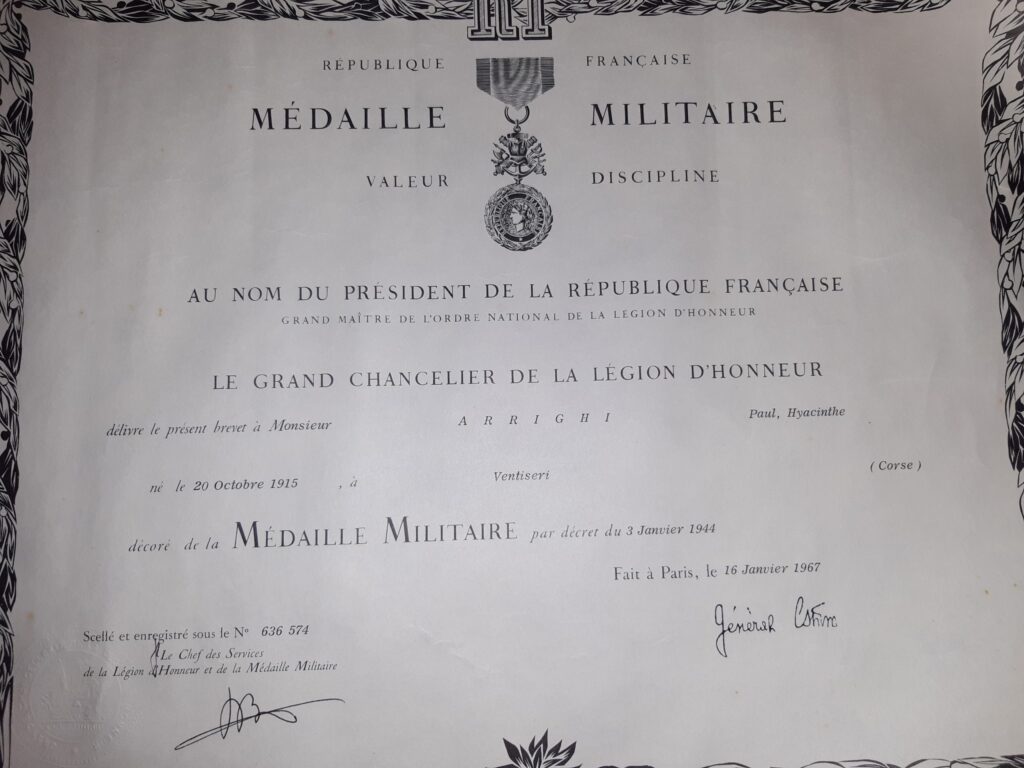 RÉPUBLIQUE FRANÇAISE
MÉDAILLE MILITAIRE
VALEUR DISCIPLINE
AU NOM DU PRÉSIDENT DE LA RÉPUBLIQUE FRANÇAISE
GRAND MAÎTRE DE L'ORDRE NATIONAL DE LA LÉGION D'HONNEUR
LE GRAND CHANCELIER DE LA LÉGION D'HONNEUR
délivre le présent brevet à Monsieur A R R I G H I Paul, Hyacinthe
né le 20 Octobre 1915 , à Ventiseri (Corse)
décoré de la MÉDAILLE MILITAIRE par décret du 3 Janvier 1944
Fait à Paris, le 16 Janvier 1967
Général
Scellé et enregistré sous le N° 636 574
Le Chef des Services
de la Légion d'Honneur et de la Médaille Militaire